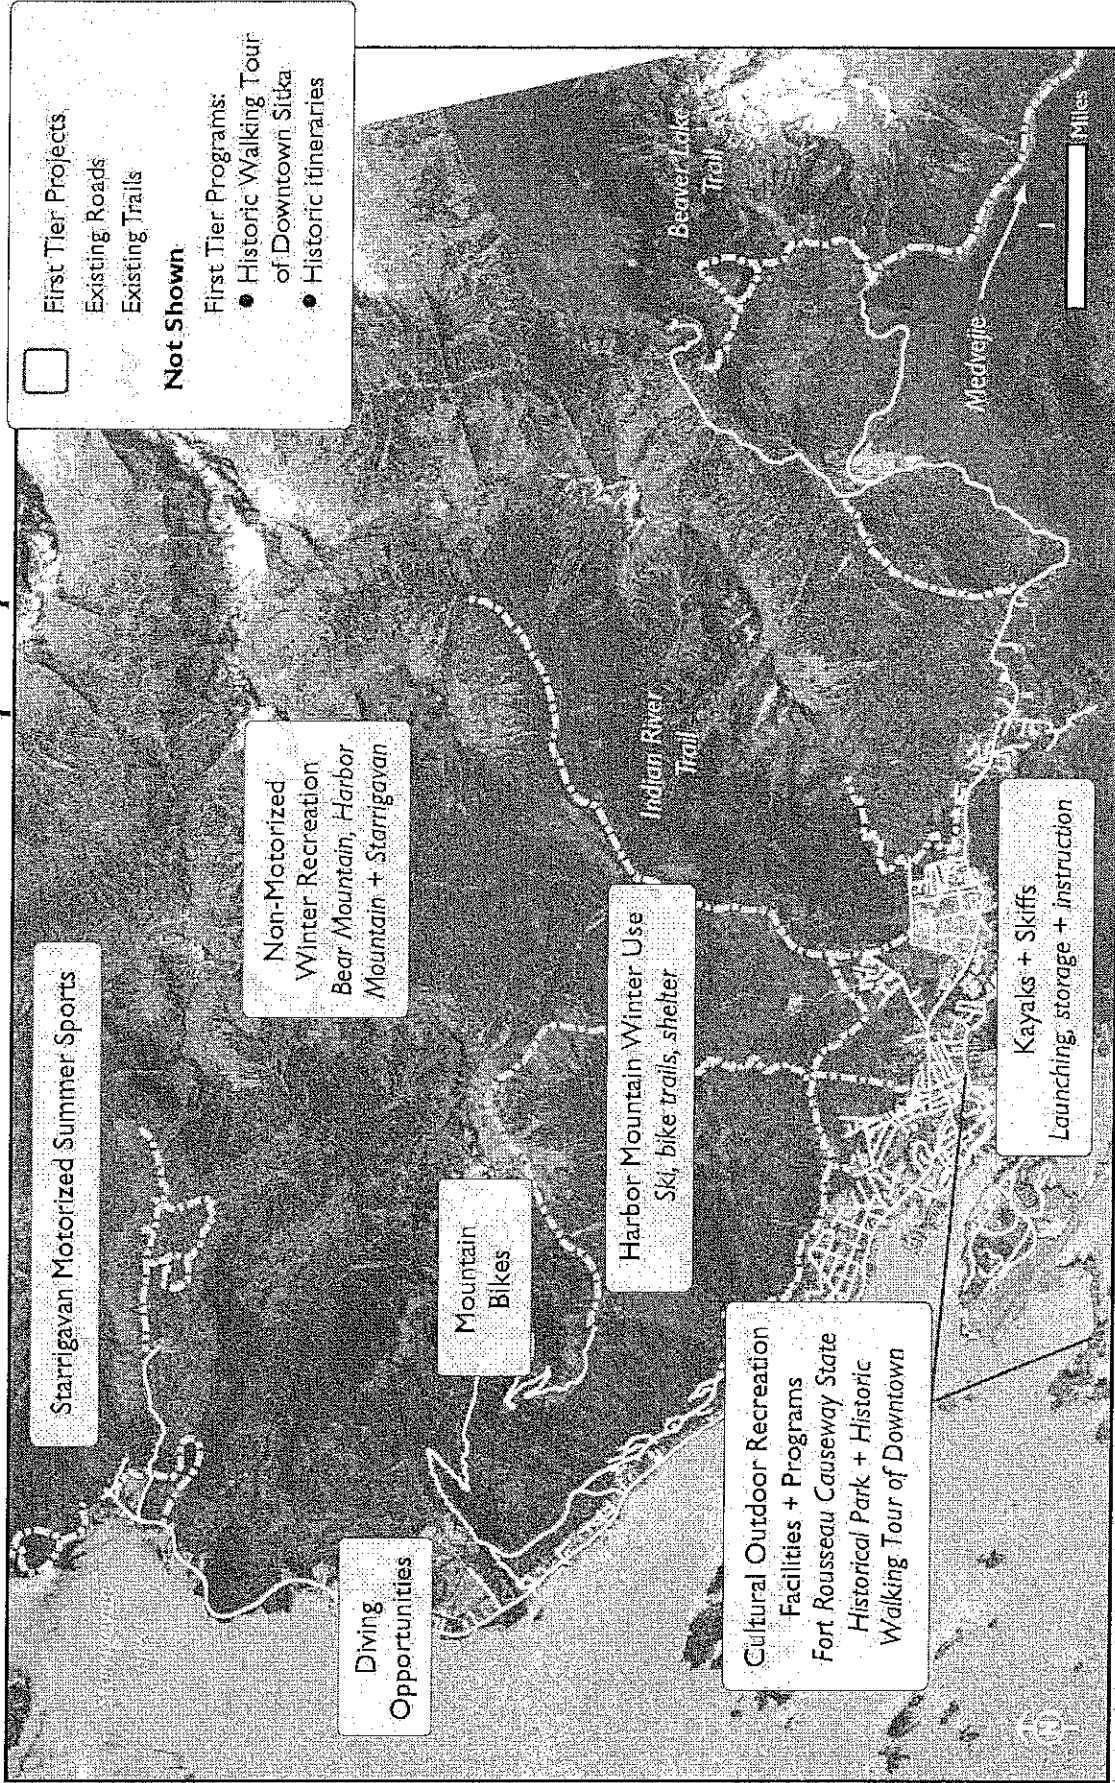 First Tier Projects
Existing Roads
Existing Trails
Not Shown
First Tier Programs:
• Historic Walking Tour
of Downtown Sitka
• Historic itineraries
Starrigavan Motorized Summer Sports
Non-Motorized
Winter Recreation
Bear Mountain, Harbor
Mountain + Starrigavan
Diving
Opportunities
Mountain
Bikes
Harbor Mountain Winter Use
Ski, bike trails, shelter
Indian River
Trail
Beaver Lake
Trail
Cultural Outdoor Recreation
Facilities + Programs
Fort Rousseau Causeway State
Historical Park + Historic
Walking Tour of Downtown
Kayaks + Skiffs
Launching, storage + instruction
Medvejie
1
Miles
N